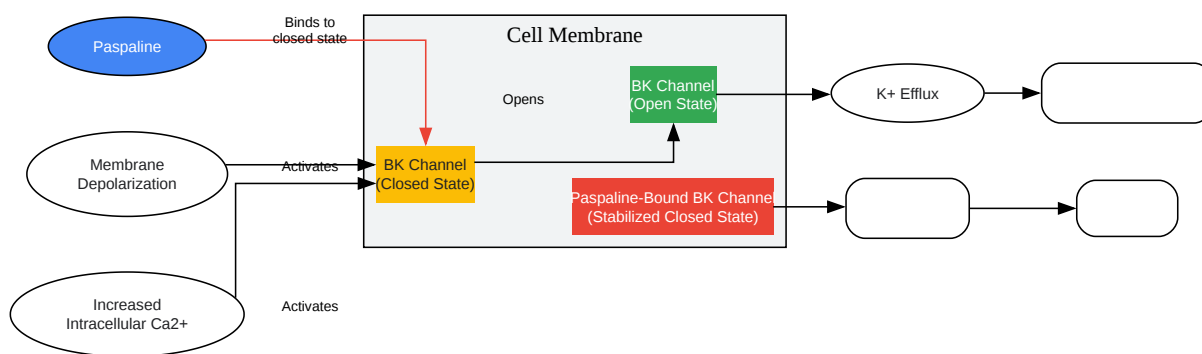 Paspaline
Binds to
closed state
Cell Membrane
BK Channel
(Open State)
K+ Efflux
Opens
Membrane
Depolarization
Activates
BK Channel
(Closed State)
Paspaline-Bound BK Channel
(Stabilized Closed State)
Increased
Intracellular Ca2+
Activates